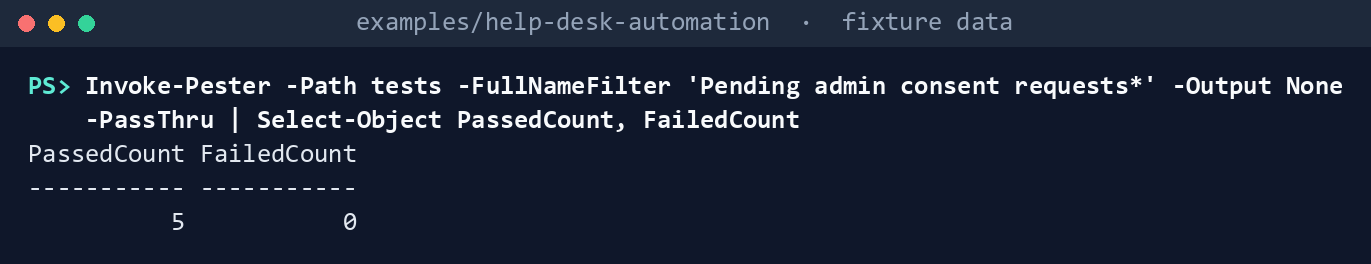 examples/help-desk-automation · fixture data
PS> Invoke-Pester -Path tests -FullNameFilter 'Pending admin consent requests*' -Output None
-PassThru | Select-Object PassedCount, FailedCount
PassedCount FailedCount
----------- -----------
5 0